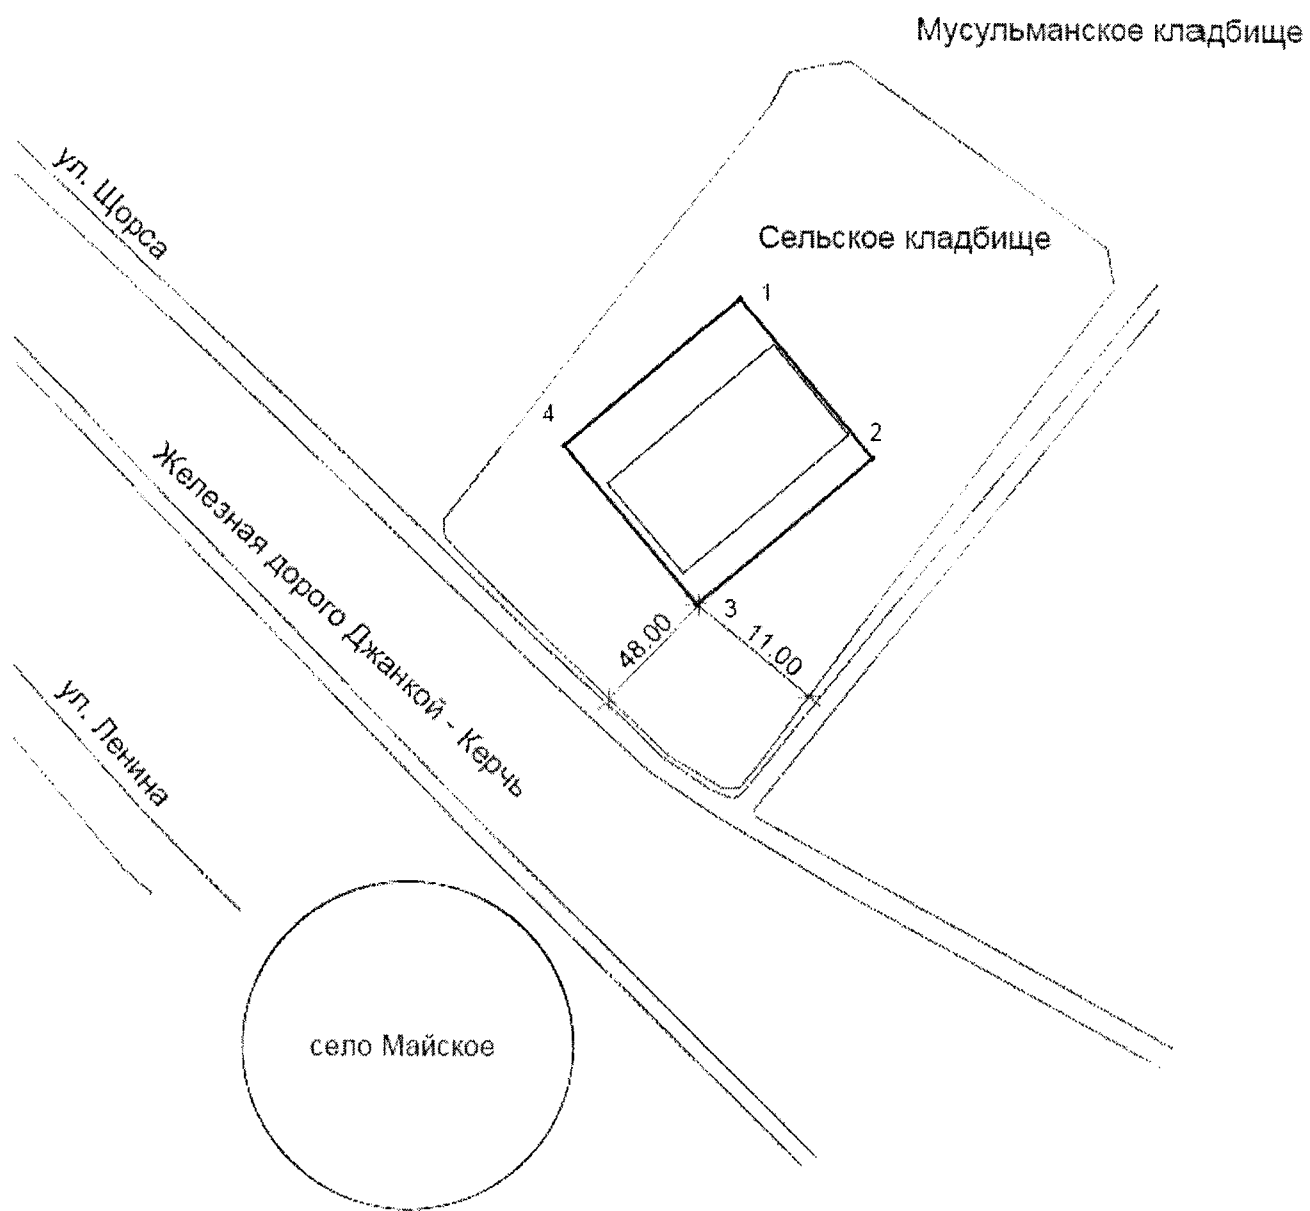 Мусульманское кладбище
ул. Щорса
Сельское кладбище
1
4
2
Железная дорого Джанкой - Керчь
3
48.00
11.00
ул. Ленина
село Майское